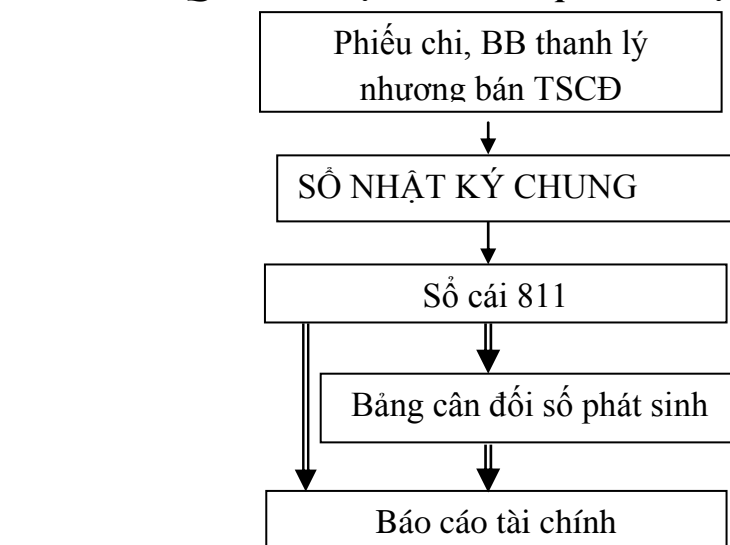 Phiếu chi, BB thanh lý
nhượng bán TSCĐ
SỔ NHẬT KÝ CHUNG
Sổ cái 811
Bảng cân đối số phát sinh
Báo cáo tài chính